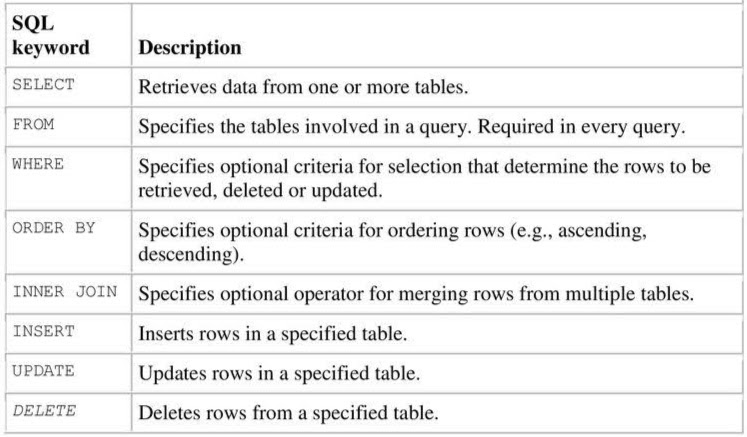 SQL
keyword Description
SELECT Retrieves data from one or more tables.
FROM Specifies the tables involved in a query. Required in every query.
WHERE Specifies optional criteria for selection that determine the rows to be
retrieved, deleted or updated.
ORDER BY Specifies optional criteria for ordering rows (e.g., ascending,
descending).
INNER JOIN Specifies optional operator for merging rows from multiple tables.
INSERT Inserts rows in a specified table.
UPDATE Updates rows in a specified table.
DELETE Deletes rows from a specified table.